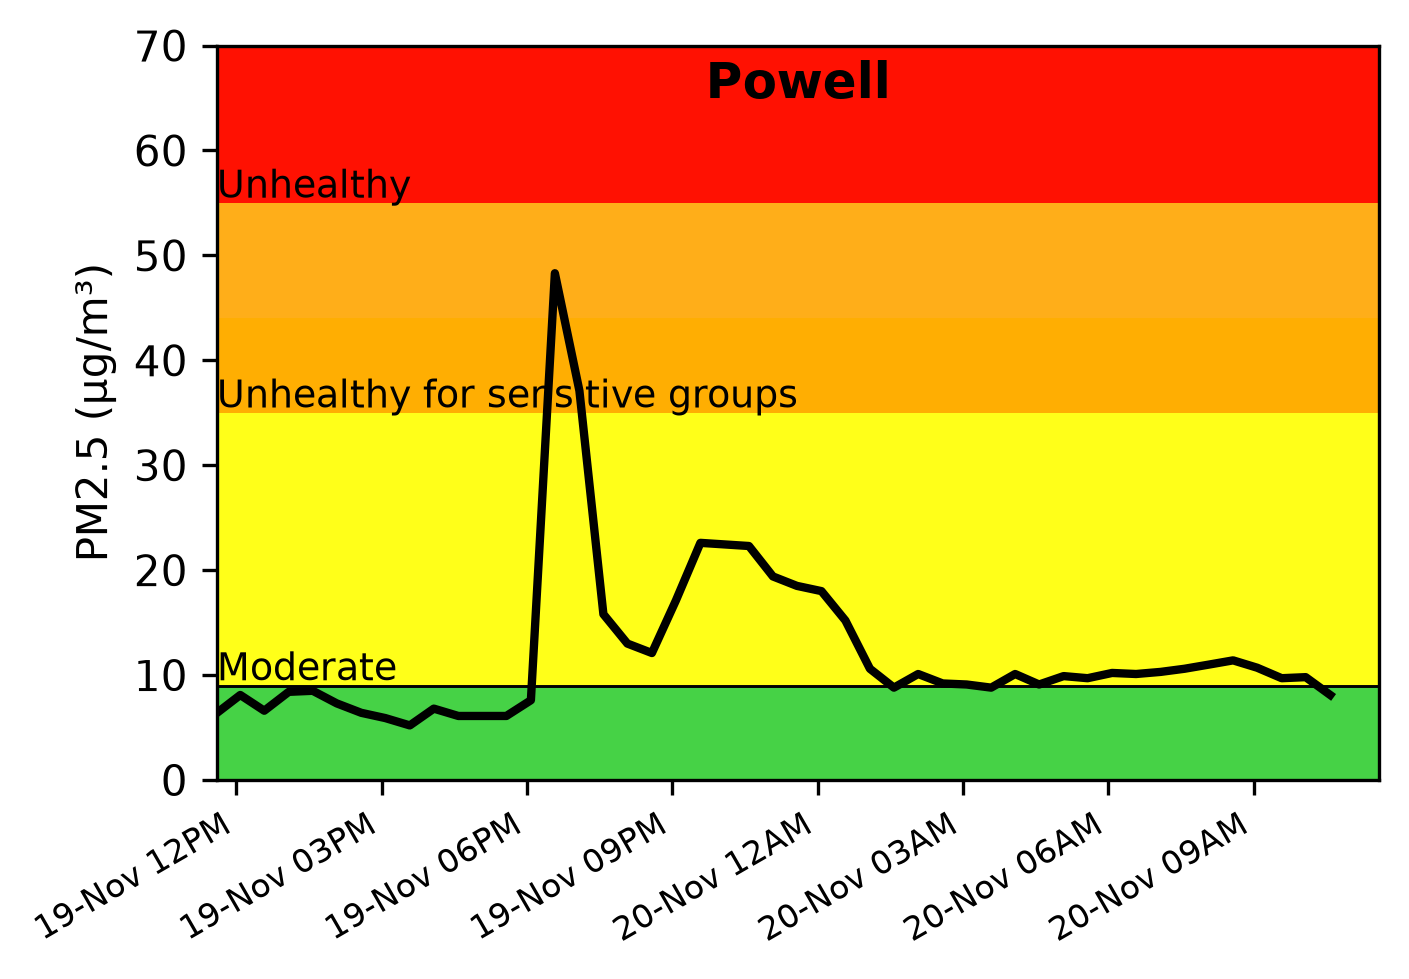 Powell
70
60
50
40
30
20
10
0
PM2.5 (µg/m³)
Unhealthy
Unhealthy for sensitive groups
Moderate
19-Nov 12PM
19-Nov 03PM
19-Nov 06PM
19-Nov 09PM
20-Nov 12AM
20-Nov 03AM
20-Nov 06AM
20-Nov 09AM